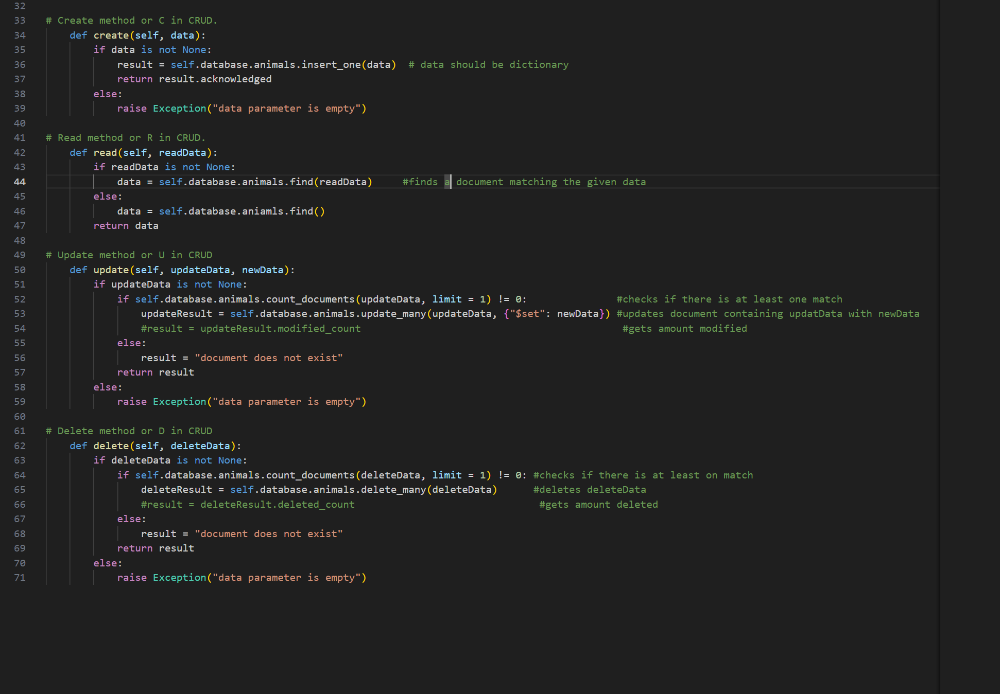 32
33 # Create method or C in CRUD.
34 def create(self, data):
35 if data is not None:
36 result = self.database.animals.insert_one(data) # data should be dictionary
37 return result.acknowledged
38 else:
39 raise Exception("data parameter is empty")
40
41 # Read method or R in CRUD.
42 def read(self, readData):
43 if readData is not None:
44 data = self.database.animals.find(readData) #finds a document matching the given data
45 else:
46 data = self.database.aniamls.find()
47 return data
48
49 # Update method or U in CRUD
50 def update(self, updateData, newData):
51 if updateData is not None:
52 if self.database.animals.count_documents(updateData, limit = 1) != 0: #checks if there is at least one match
53 updateResult = self.database.animals.update_many(updateData, {"$set": newData}) #updates document containing updatData with newData
54 #result = updateResult.modified_count #gets amount modified
55 else:
56 result = "document does not exist"
57 return result
58 else:
59 raise Exception("data parameter is empty")
60
61 # Delete method or D in CRUD
62 def delete(self, deleteData):
63 if deleteData is not None:
64 if self.database.animals.count_documents(deleteData, limit = 1) != 0: #checks if there is at least on match
65 deleteResult = self.database.animals.delete_many(deleteData) #deletes deleteData
66 #result = deleteResult.deleted_count #gets amount deleted
67 else:
68 result = "document does not exist"
69 return result
70 else:
71 raise Exception("data parameter is empty")